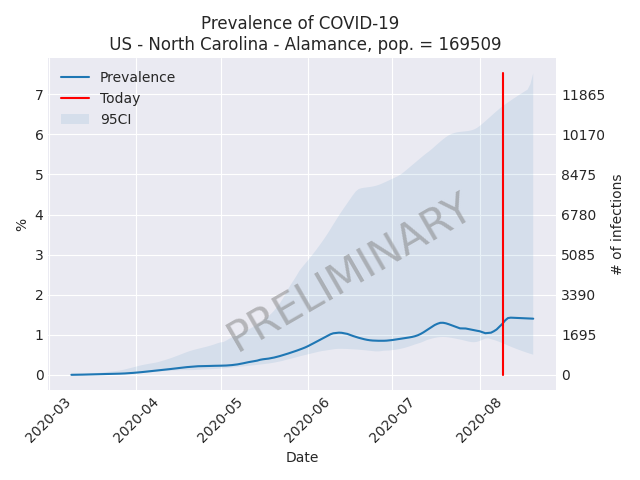 Prevalence of COVID-19
US - North Carolina - Alamance, pop. = 169509
Prevalence
Today
95CI
7
6
5
4
3
2
1
0
%
11865
10170
8475
6780
5085
3390
1695
0
# of infections
PRELIMINARY
2020-03
2020-04
2020-05
2020-06
2020-07
2020-08
Date